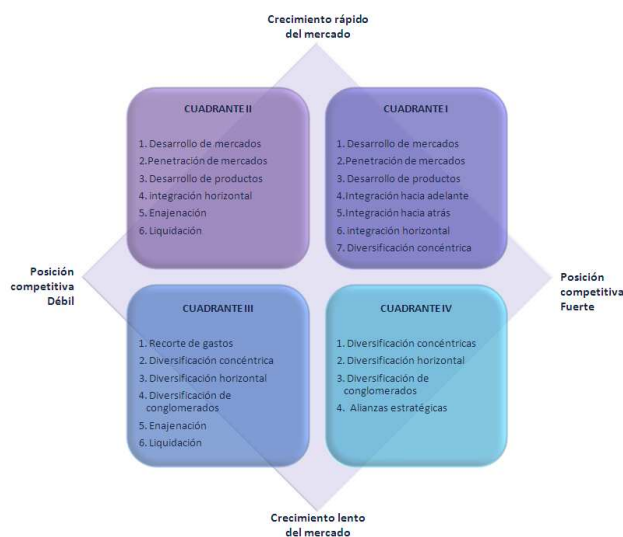 Crecimiento rápido
del mercado
CUADRANTE II
1. Desarrollo de mercados
2.Penetración de mercados
3. Desarrollo de productos
4. integración horizontal
5. Enajenación
6. Liquidación
CUADRANTE I
1. Desarrollo de mercados
2.Penetración de mercados
3. Desarrollo de productos
4.Integración hacia adelante
5.Integración hacia atrás
6. integración horizontal
7. Diversificación concéntrica
Posición
competitiva
Débil
Posición
competitiva
Fuerte
CUADRANTE III
1. Recorte de gastos
2. Diversificación concéntrica
3. Diversificación horizontal
4. Diversificación de
conglomerados
5. Enajenación
6. Liquidación
CUADRANTE IV
1. Diversificación concéntricas
2. Diversificación horizontal
3. Diversificación de
conglomerados
4. Alianzas estratégicas
Crecimiento lento
del mercado